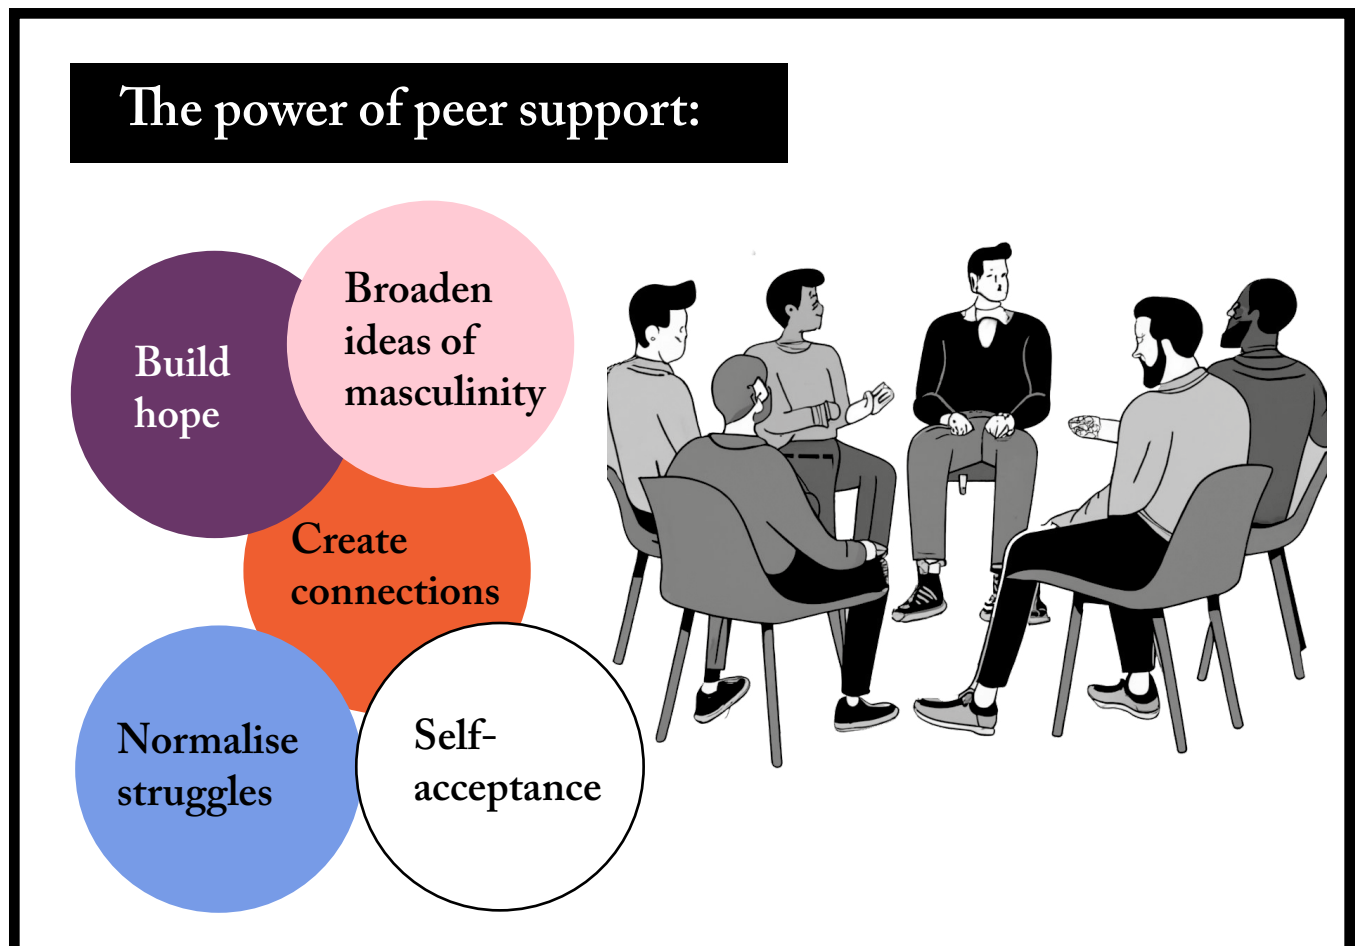 The power of peer support:
Build
hope
Broaden
ideas of
masculinity
Create
connections
Normalise
struggles
Self-
acceptance